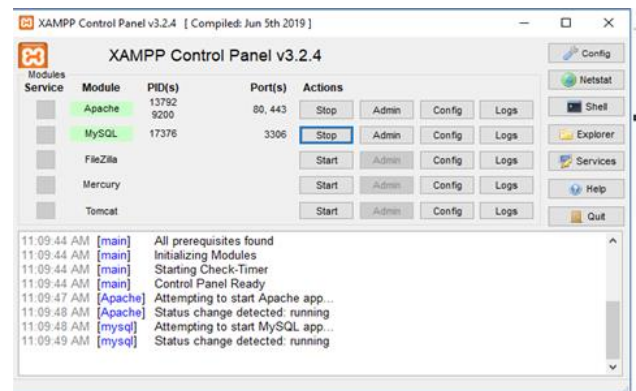 XAMPP Control Panel v3.2.4 [ Compiled: Jun 5th 2019 ]
XAMPP Control Panel v3.2.4
Config
Modules
Service Module PID(s) Port(s) Actions
Netstat
Apache 13792 9200 80, 443 Stop Admin Config Logs
Shell
MySQL 17376 3306 Stop Admin Config Logs
Explorer
FileZilla Start Admin Config Logs
Services
Mercury Start Admin Config Logs
Help
Tomcat Start Admin Config Logs
Quit
11:09:44 AM [main] All prerequisites found
11:09:44 AM [main] Initializing Modules
11:09:44 AM [main] Starting Check-Timer
11:09:44 AM [main] Control Panel Ready
11:09:47 AM [Apache] Attempting to start Apache app...
11:09:48 AM [Apache] Status change detected: running
11:09:48 AM [mysql] Attempting to start MySQL app...
11:09:49 AM [mysql] Status change detected: running